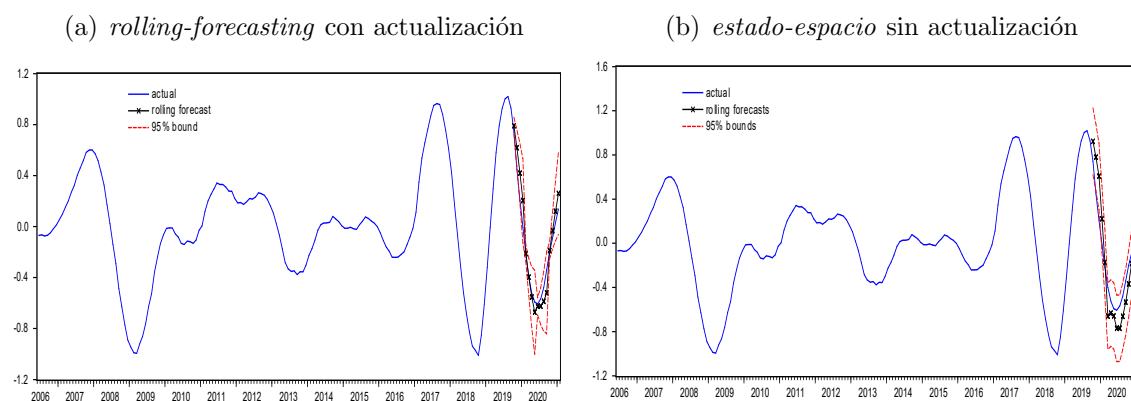 (a) rolling-forecasting con actualización
1.2
0.8
0.4
0.0
-0.4
-0.8
-1.2
actual
rolling forecast
95% bound
2006 2007 2008 2009 2010 2011 2012 2013 2014 2015 2016 2017 2018 2019 2020
(b) estado-espacio sin actualización
1.6
1.2
0.8
0.4
0.0
-0.4
-0.8
-1.2
actual
rolling forecasts
95% bounds
2006 2007 2008 2009 2010 2011 2012 2013 2014 2015 2016 2017 2018 2019 2020